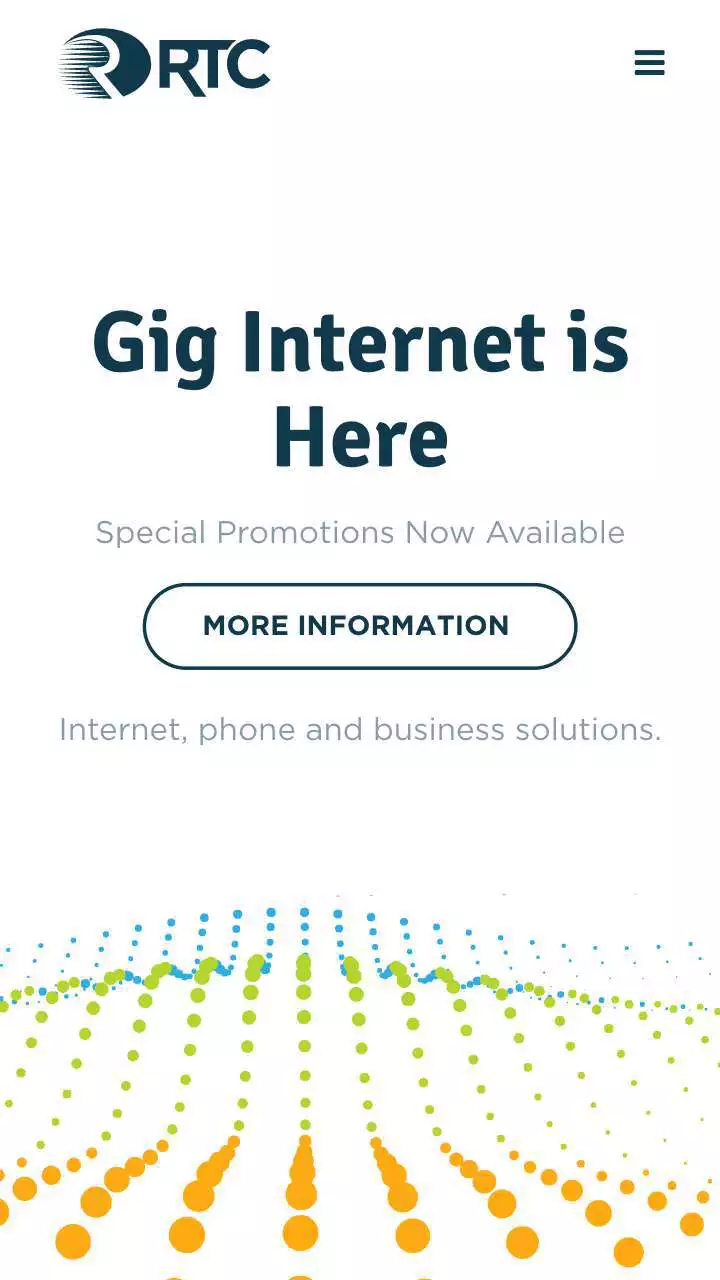 RTC
Gig Internet is
Here
Special Promotions Now Available
MORE INFORMATION
Internet, phone and business solutions.